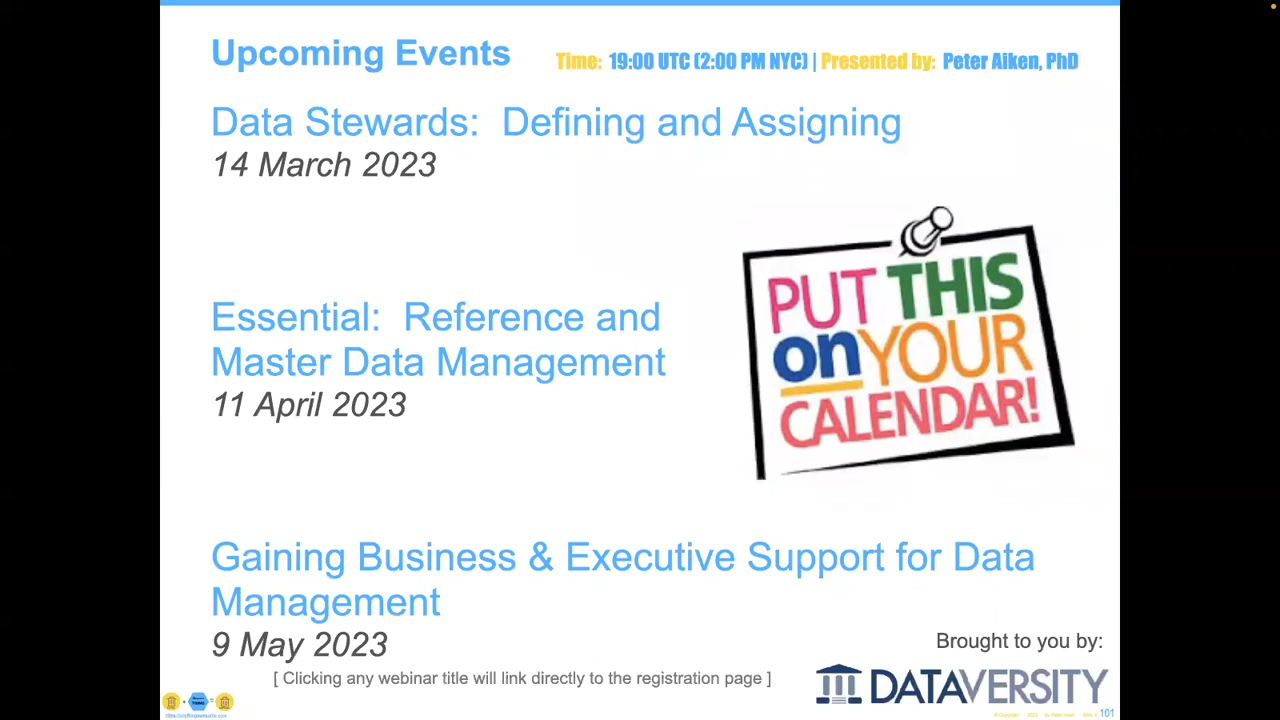 Upcoming Events
Time: 19:00 UTC (2:00 PM NYC) | Presented by: Peter Aiken, PhD
Data Stewards: Defining and Assigning
14 March 2023
PUT THIS
on YOUR
CALENDAR!
Essential: Reference and
Master Data Management
11 April 2023
Gaining Business & Executive Support for Data
Management
9 May 2023
[ Clicking any webinar title will link directly to the registration page ]
Brought to you by:
DATAVERSITY
101